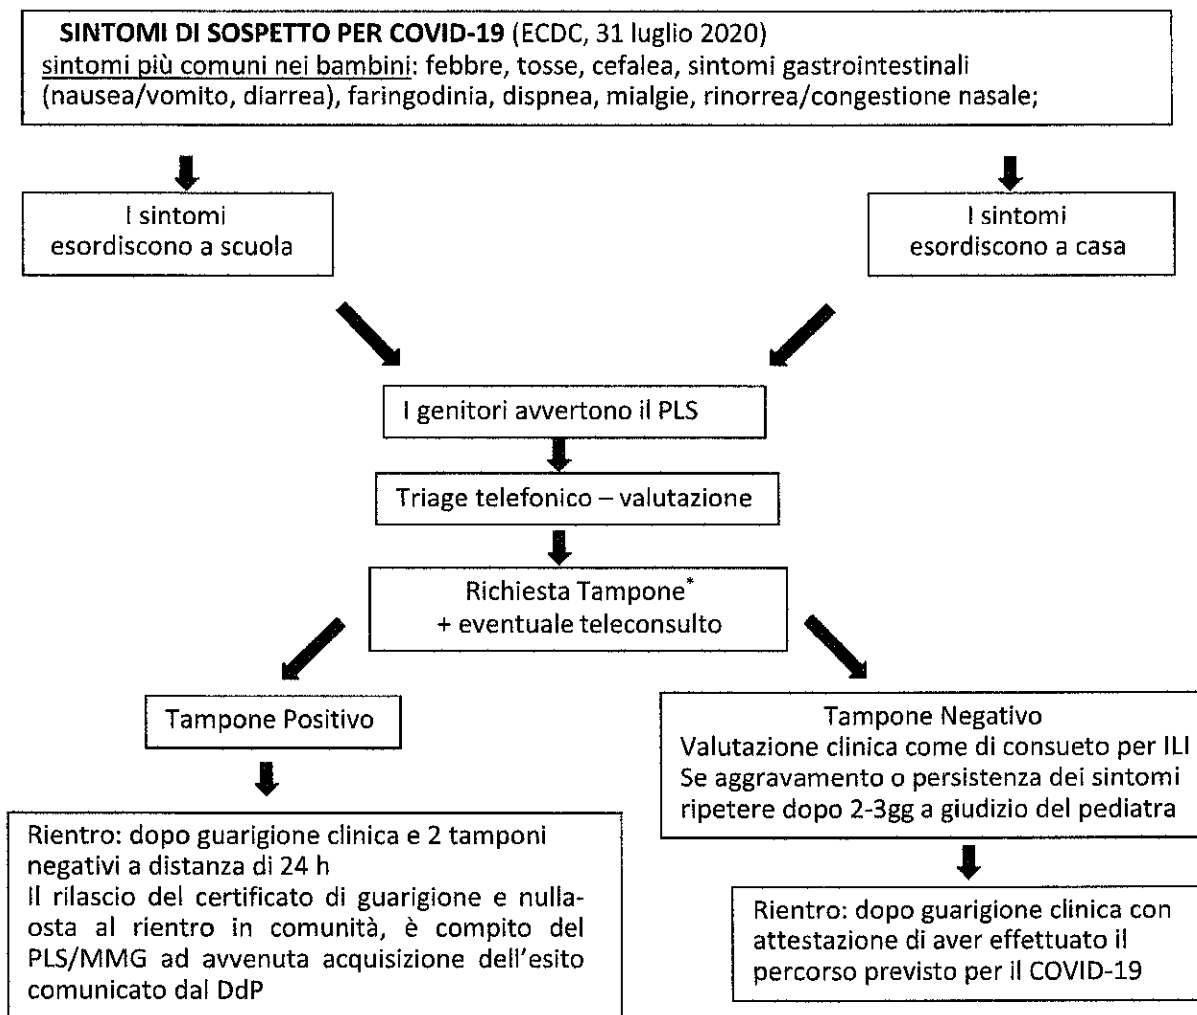 SINTOMI DI SOSPETTO PER COVID-19 (ECDC, 31 luglio 2020)
sintomi più comuni nei bambini: febbre, tosse, cefalea, sintomi gastrointestinali
(nausea/vomito, diarrea), faringodinia, dispnea, mialgie, rinorrea/congestione nasale;
I sintomi
esordiscono a scuola
I sintomi
esordiscono a casa
I genitori avvertono il PLS
Triage telefonico – valutazione
Richiesta Tampone*
+ eventuale teleconsulto
Tampone Positivo
Tampone Negativo
Valutazione clinica come di consueto per ILI
Se aggravamento o persistenza dei sintomi
ripetere dopo 2-3gg a giudizio del pediatra
Rientro: dopo guarigione clinica e 2 tamponi
negativi a distanza di 24 h
Il rilascio del certificato di guarigione e nulla-
osta al rientro in comunità, è compito del
PLS/MMG ad avvenuta acquisizione dell'esito
comunicato dal DdP
Rientro: dopo guarigione clinica con
attestazione di aver effettuato il
percorso previsto per il COVID-19